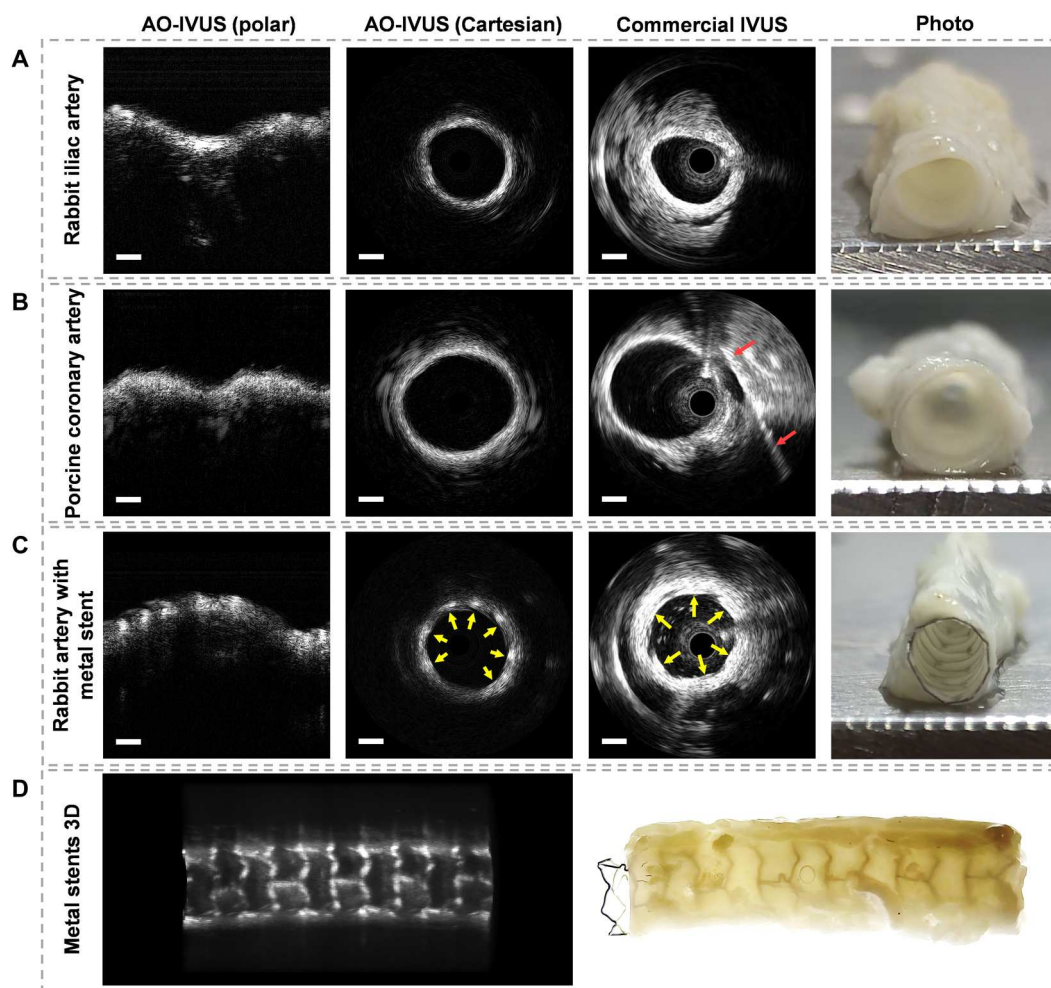 AO-IVUS (polar) AO-IVUS (Cartesian) Commercial IVUS Photo
A
Rabbit iliac artery
B
Porcine coronary artery
C
Rabbit artery with
metal stent
D
Metal stents 3D